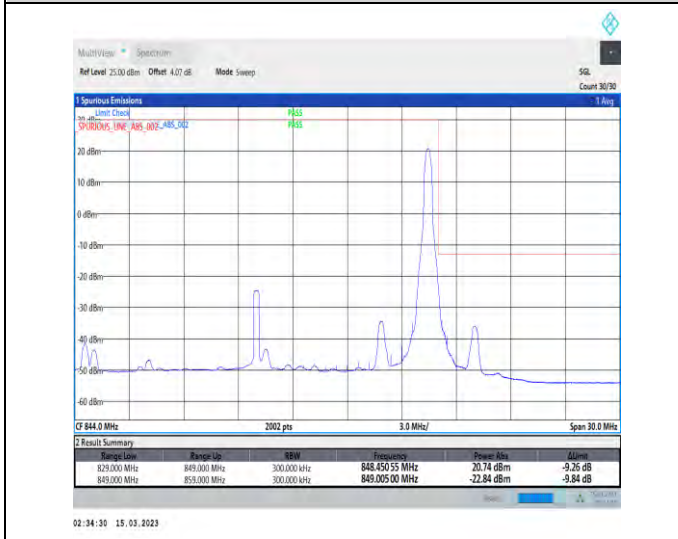 MultiView Spectrum
Ref Level 25.00 dBm Offset 4.07 dB Mode Sweep SGL
Count 30/30
1 Spurious Emissions 1 Avg
Limit Check PASS
30 dBm
_SPURIOUS_LINE_ABS_002 PASS
20 dBm
10 dBm
0 dBm
-10 dBm
-20 dBm
-30 dBm
-40 dBm
-50 dBm
-60 dBm
CF 844.0 MHz 2002 pts 3.0 MHz/ Span 30.0 MHz
2 Result Summary
Range Low Range Up RBW Frequency Power Abs ΔLimit
829.000 MHz 849.000 MHz 300.000 kHz 848.45055 MHz 20.74 dBm -9.26 dB
849.000 MHz 859.000 MHz 300.000 kHz 849.00500 MHz -22.84 dBm -9.84 dB
02:34:30 15.03.2023